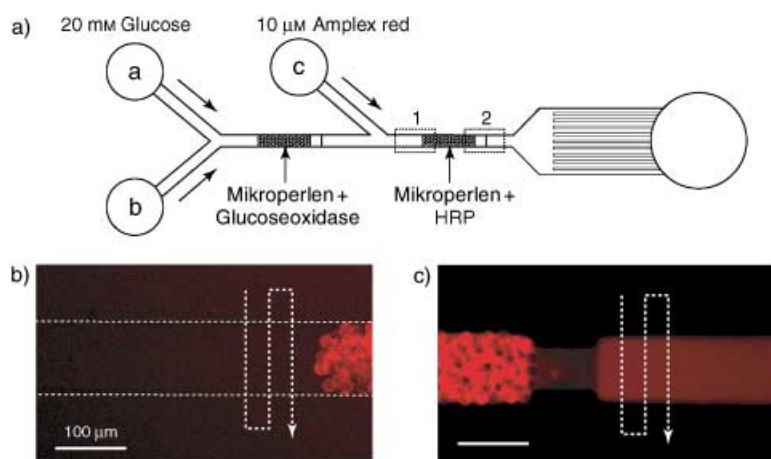 a)
20 mM Glucose
10 μM Amplex red
a
c
b
1
2
Mikroperlen +
Glucoseoxidase
Mikroperlen +
HRP
b)
100 μm
c)